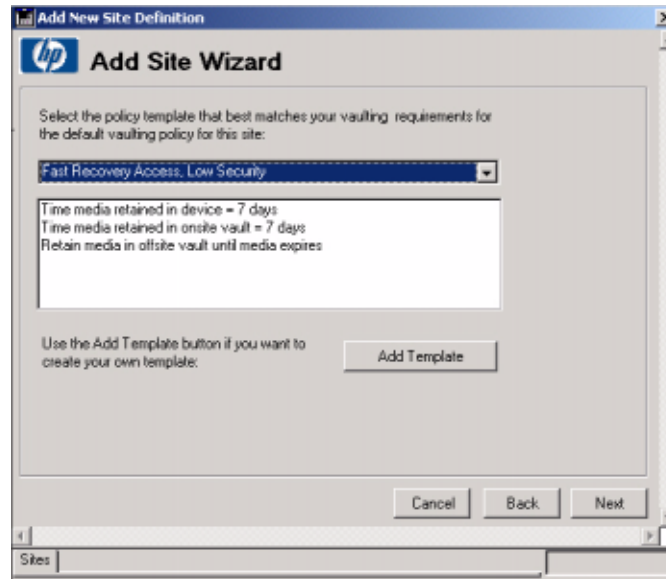 Add New Site Definition
hp
Add Site Wizard
Select the policy template that best matches your vaulting requirements for
the default vaulting policy for this site:
Fast Recovery Access, Low Security
Time media retained in device = 7 days
Time media retained in onsite vault = 7 days
Retain media in offsite vault until media expires
Use the Add Template button if you want to
create your own template:
Add Template
Cancel
Back
Next
Sites